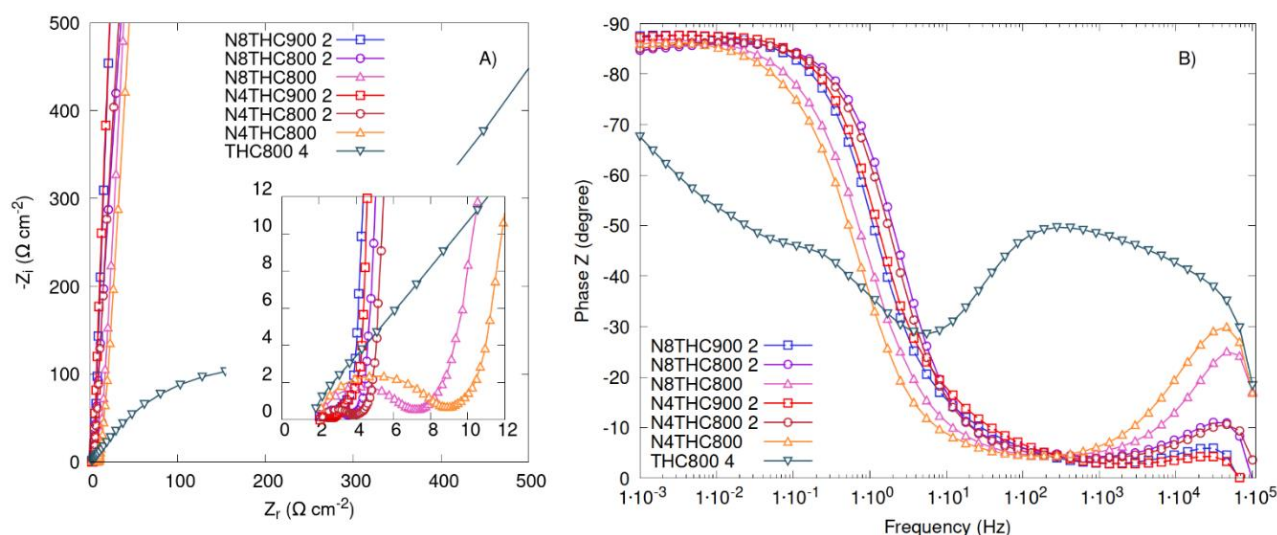 500
400
300
200
100
0
-Zi (Ω cm-2)
A)
N8THC900 2
N8THC800 2
N8THC800
N4THC900 2
N4THC800 2
N4THC800
THC800 4
12
10
8
6
4
2
0
0 2 4 6 8 10 12
0 100 200 300 400 500
Zr (Ω cm-2)
-90
-80
-70
-60
-50
-40
-30
-20
-10
0
Phase Z (degree)
B)
N8THC900 2
N8THC800 2
N8THC800
N4THC900 2
N4THC800 2
N4THC800
THC800 4
1·10-3 1·10-2 1·10-1 1·100 1·101 1·102 1·103 1·104 1·105
Frequency (Hz)